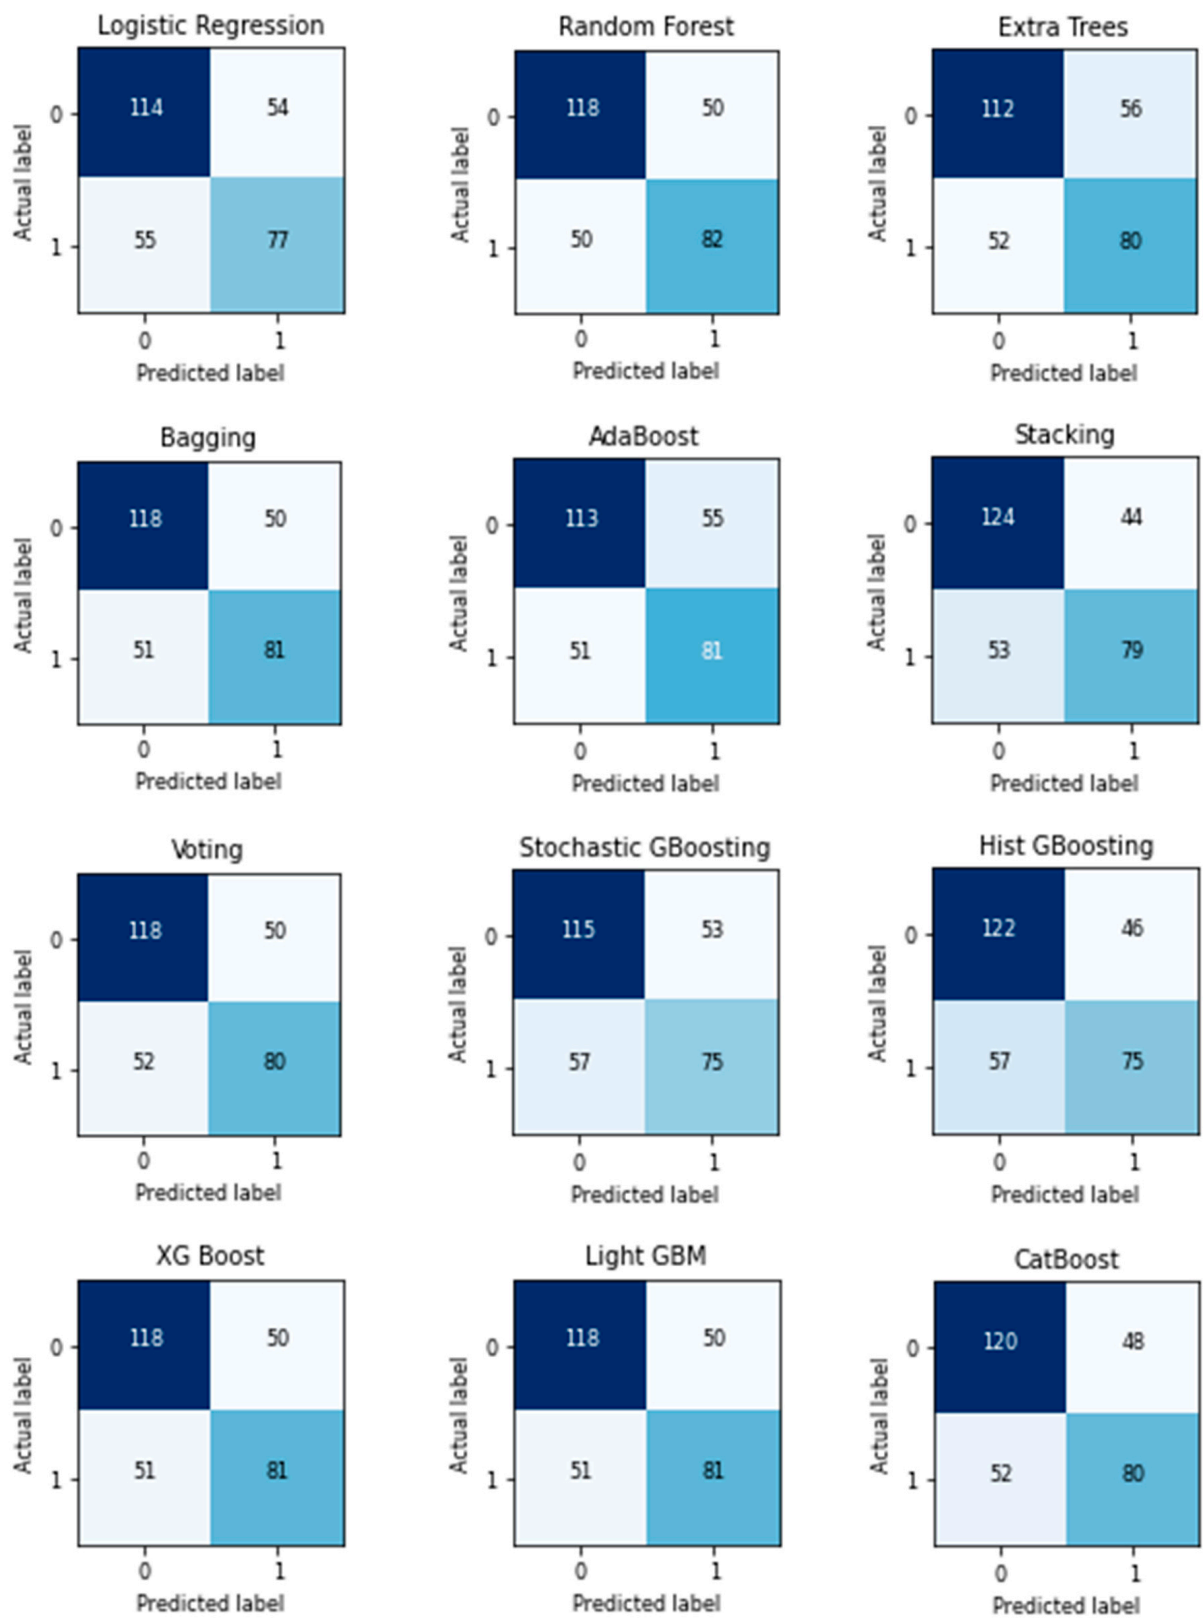 Logistic Regression
Actual label
0
114
54
1
55
77
0
1
Predicted label
Random Forest
Actual label
0
118
50
1
50
82
0
1
Predicted label
Extra Trees
Actual label
0
112
56
1
52
80
0
1
Predicted label
Bagging
Actual label
0
118
50
1
51
81
0
1
Predicted label
AdaBoost
Actual label
0
113
55
1
51
81
0
1
Predicted label
Stacking
Actual label
0
124
44
1
53
79
0
1
Predicted label
Voting
Actual label
0
118
50
1
52
80
0
1
Predicted label
Stochastic GBoosting
Actual label
0
115
53
1
57
75
0
1
Predicted label
Hist GBoosting
Actual label
0
122
46
1
57
75
0
1
Predicted label
XG Boost
Actual label
0
118
50
1
51
81
0
1
Predicted label
Light GBM
Actual label
0
118
50
1
51
81
0
1
Predicted label
CatBoost
Actual label
0
120
48
1
52
80
0
1
Predicted label